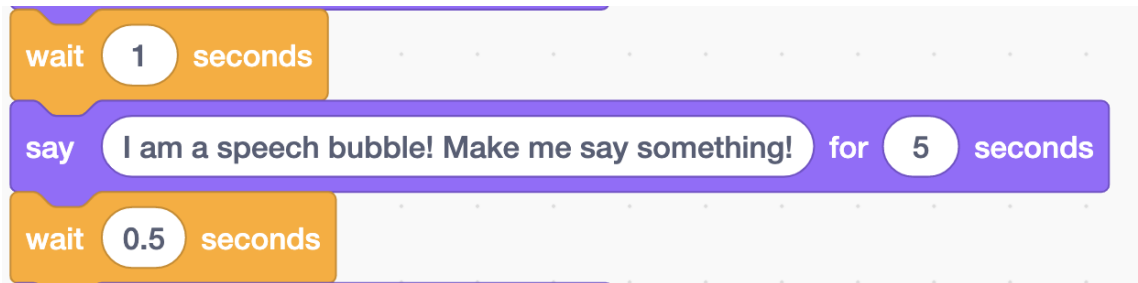 wait 1 seconds
say I am a speech bubble! Make me say something! for 5 seconds
wait 0.5 seconds